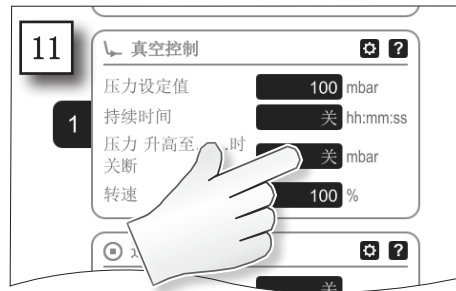 11
真空控制 ?
1
压力设定值 100 mbar
持续时间 关 hh:mm:ss
压力 升高至. .时
关断 关 mbar
转速 100 %
?
关